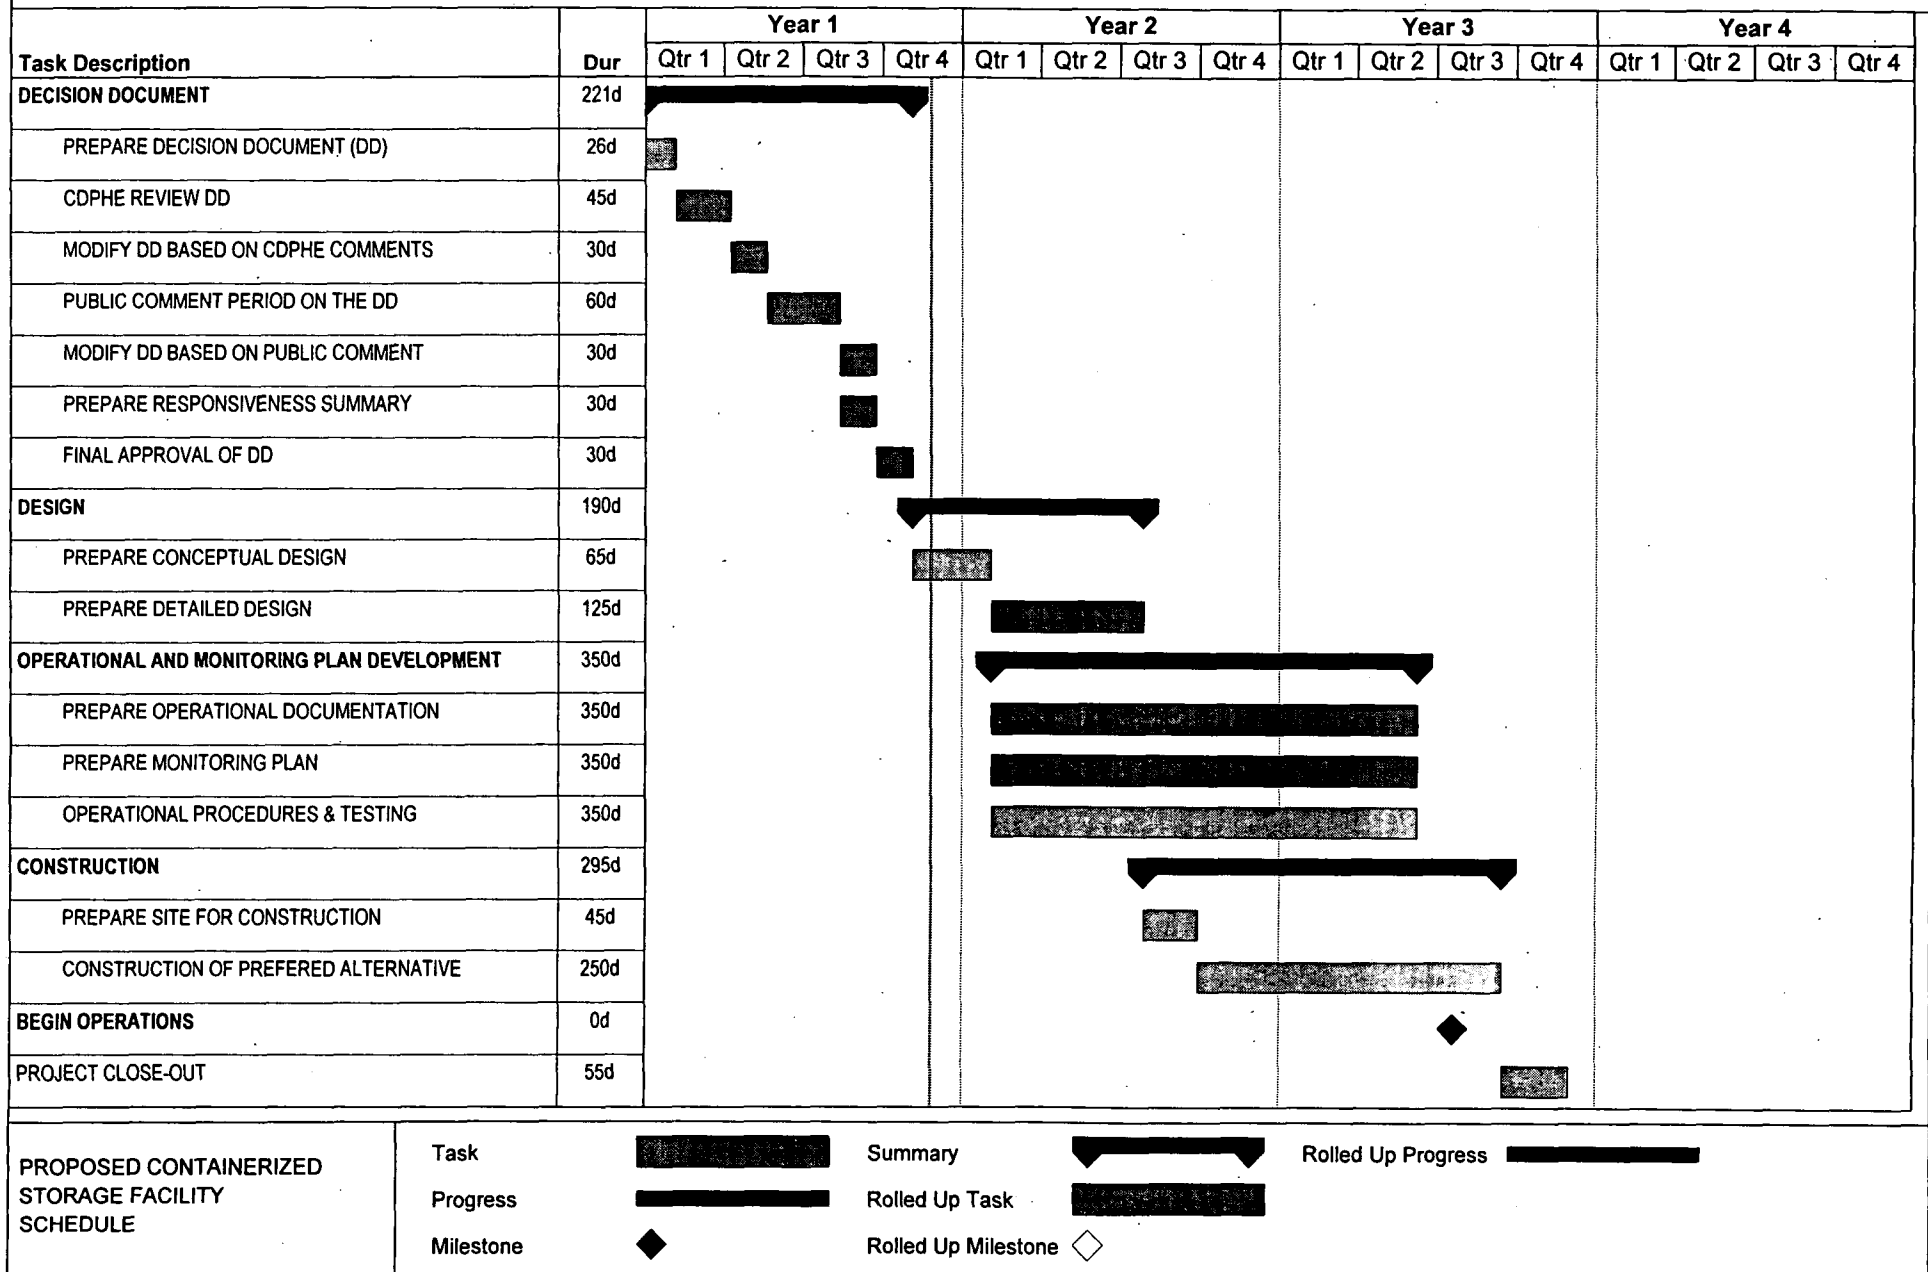 Year 1 Year 2 Year 3 Year 4
Task Description Dur Qtr 1 Qtr 2 Qtr 3 Qtr 4 Qtr 1 Qtr 2 Qtr 3 Qtr 4 Qtr 1 Qtr 2 Qtr 3 Qtr 4 Qtr 1 Qtr 2 Qtr 3 Qtr 4
DECISION DOCUMENT 221d
PREPARE DECISION DOCUMENT (DD) 26d
CDPHE REVIEW DD 45d
MODIFY DD BASED ON CDPHE COMMENTS 30d
PUBLIC COMMENT PERIOD ON THE DD 60d
MODIFY DD BASED ON PUBLIC COMMENT 30d
PREPARE RESPONSIVENESS SUMMARY 30d
FINAL APPROVAL OF DD 30d
DESIGN 190d
PREPARE CONCEPTUAL DESIGN 65d
PREPARE DETAILED DESIGN 125d
OPERATIONAL AND MONITORING PLAN DEVELOPMENT 350d
PREPARE OPERATIONAL DOCUMENTATION 350d
PREPARE MONITORING PLAN 350d
OPERATIONAL PROCEDURES & TESTING 350d
CONSTRUCTION 295d
PREPARE SITE FOR CONSTRUCTION 45d
CONSTRUCTION OF PREFERED ALTERNATIVE 250d
BEGIN OPERATIONS 0d
PROJECT CLOSE-OUT 55d
PROPOSED CONTAINERIZED
STORAGE FACILITY
SCHEDULE
Task Summary Rolled Up Progress
Progress Rolled Up Task
Milestone Rolled Up Milestone